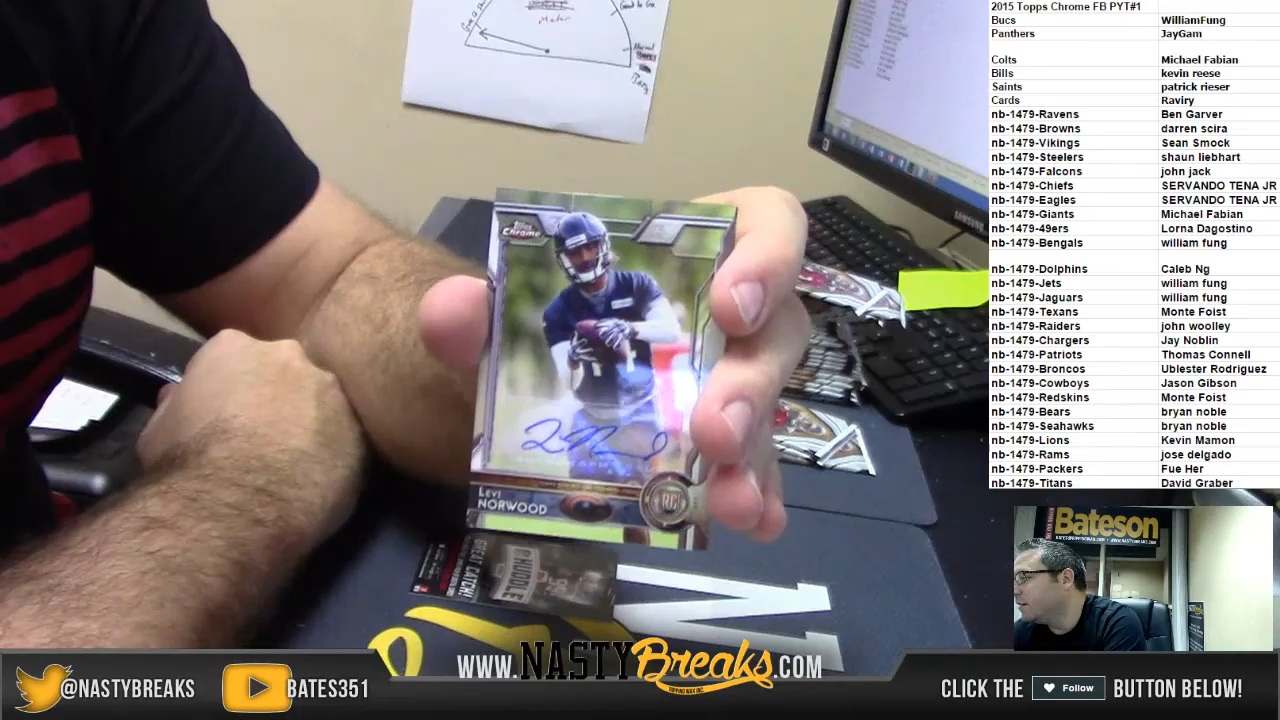 2015 Topps Chrome FB PYT#1
Bucs WilliamFung
Panthers JayGam
Colts Michael Fabian
Bills kevin reese
Saints patrick rieser
Cards Raviry
nb-1479-Ravens Ben Garver
nb-1479-Browns darren scira
nb-1479-Vikings Sean Smock
nb-1479-Steelers shaun liebhart
nb-1479-Falcons john jack
nb-1479-Chiefs SERVANDO TENA JR
nb-1479-Eagles SERVANDO TENA JR
nb-1479-Giants Michael Fabian
nb-1479-49ers Lorna Dagostino
nb-1479-Bengals william fung
nb-1479-Dolphins Caleb Ng
nb-1479-Jets william fung
nb-1479-Jaguars william fung
nb-1479-Texans Monte Foist
nb-1479-Raiders john woolley
nb-1479-Chargers Jay Noblin
nb-1479-Patriots Thomas Connell
nb-1479-Broncos Ublester Rodriguez
nb-1479-Cowboys Jason Gibson
nb-1479-Redskins Monte Foist
nb-1479-Bears bryan noble
nb-1479-Seahawks bryan noble
nb-1479-Lions Kevin Mamon
nb-1479-Rams jose delgado
nb-1479-Packers Fue Her
nb-1479-Titans David Graber
Meter
SAMSUNG
Topps
Chrome
LEVI
NORWOOD
RC
GREAT CATCH!
HUDDLE
Bateson
@NASTYBREAKS
BATES351
WWW.NASTYBreaks.COM
CLICK THE Follow BUTTON BELOW!